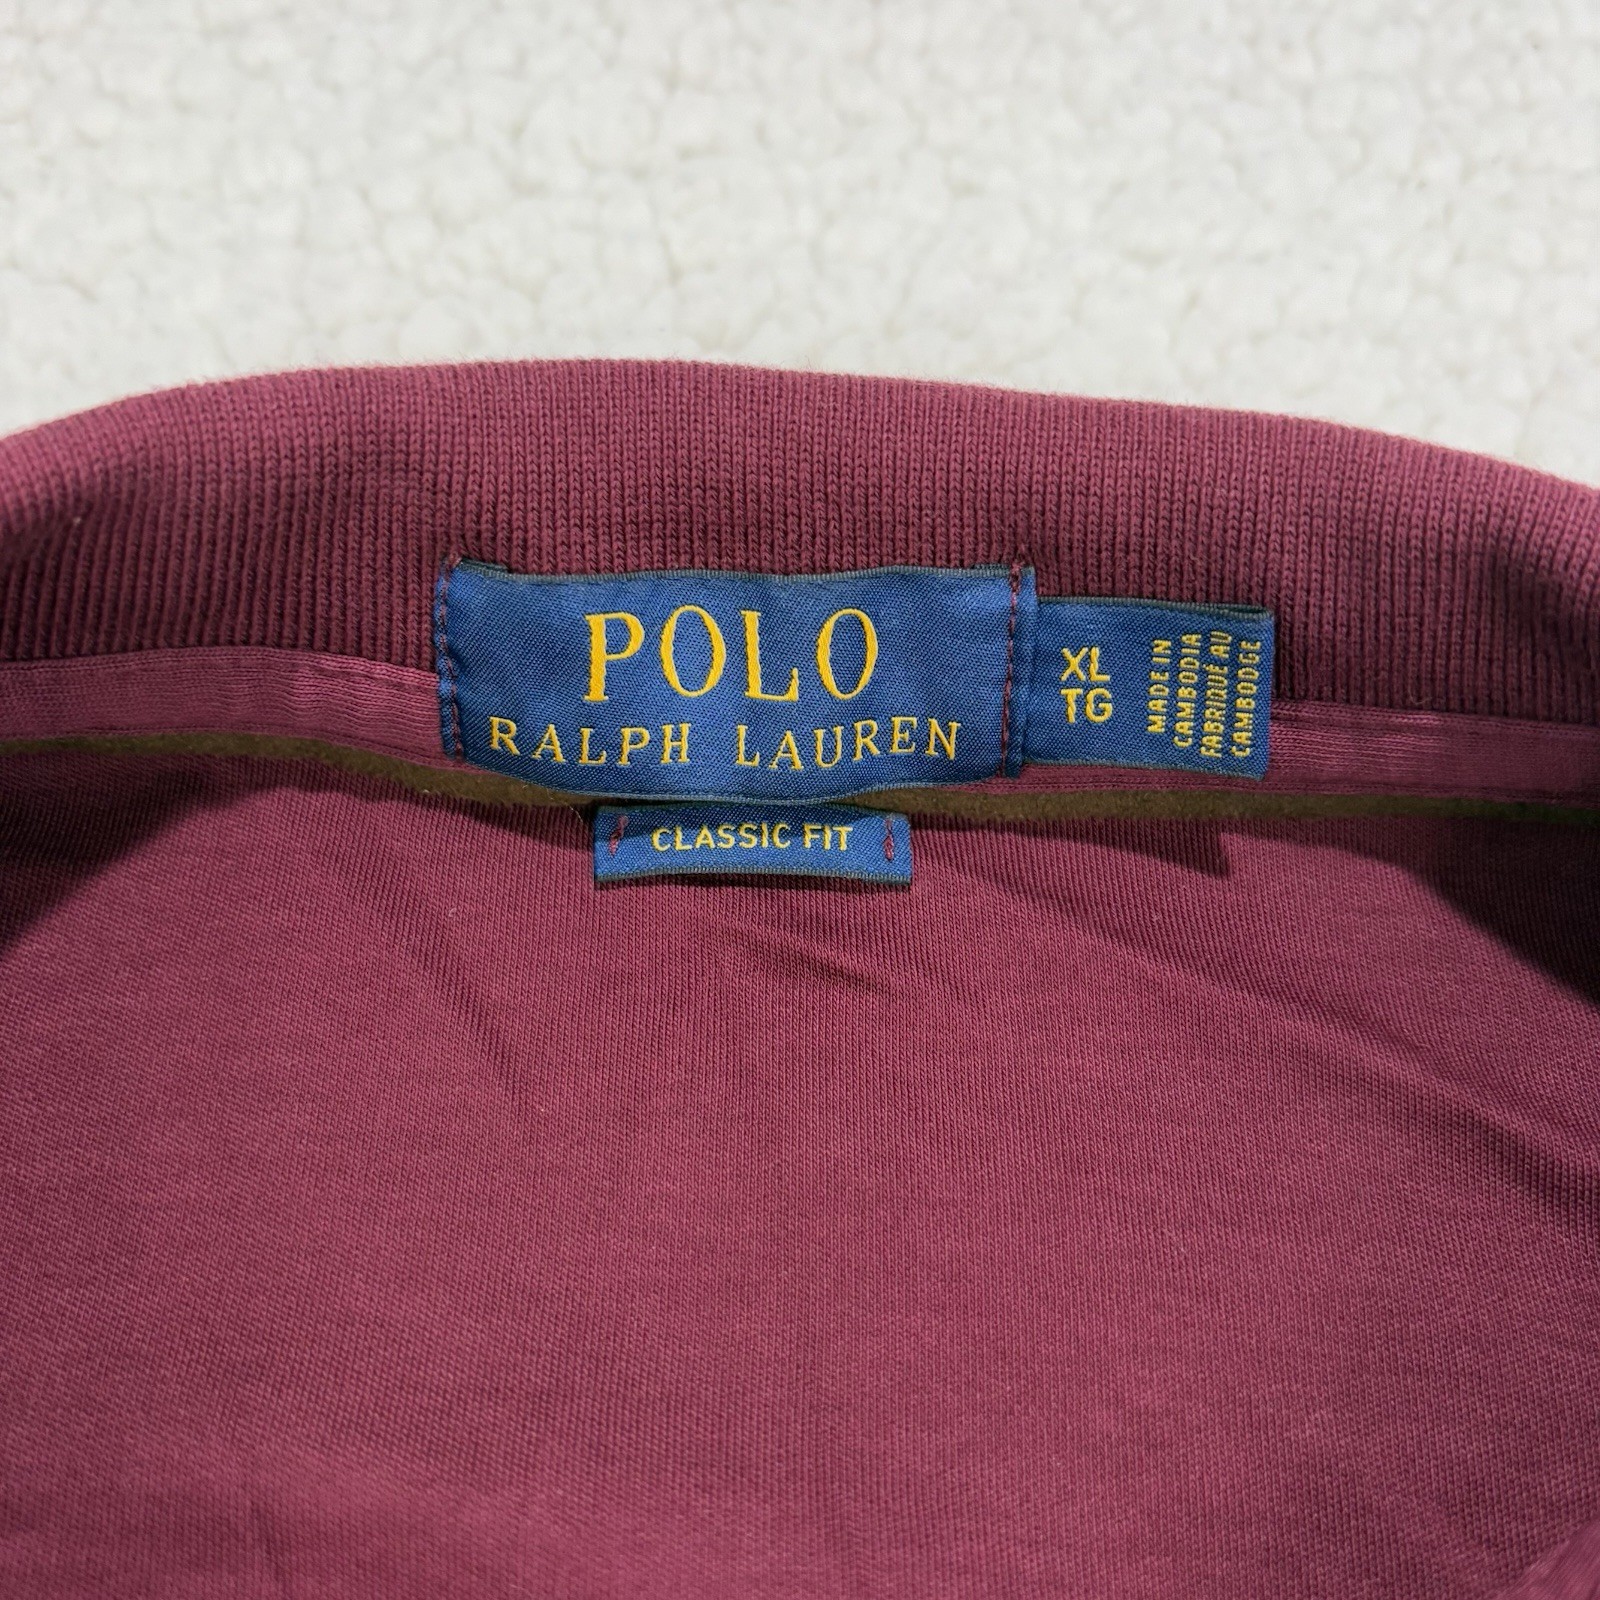 POLO
RALPH LAUREN
XL
TG
MADE IN
CAMBODIA
FABRIQUÉ AU
CAMBODGE
CLASSIC FIT